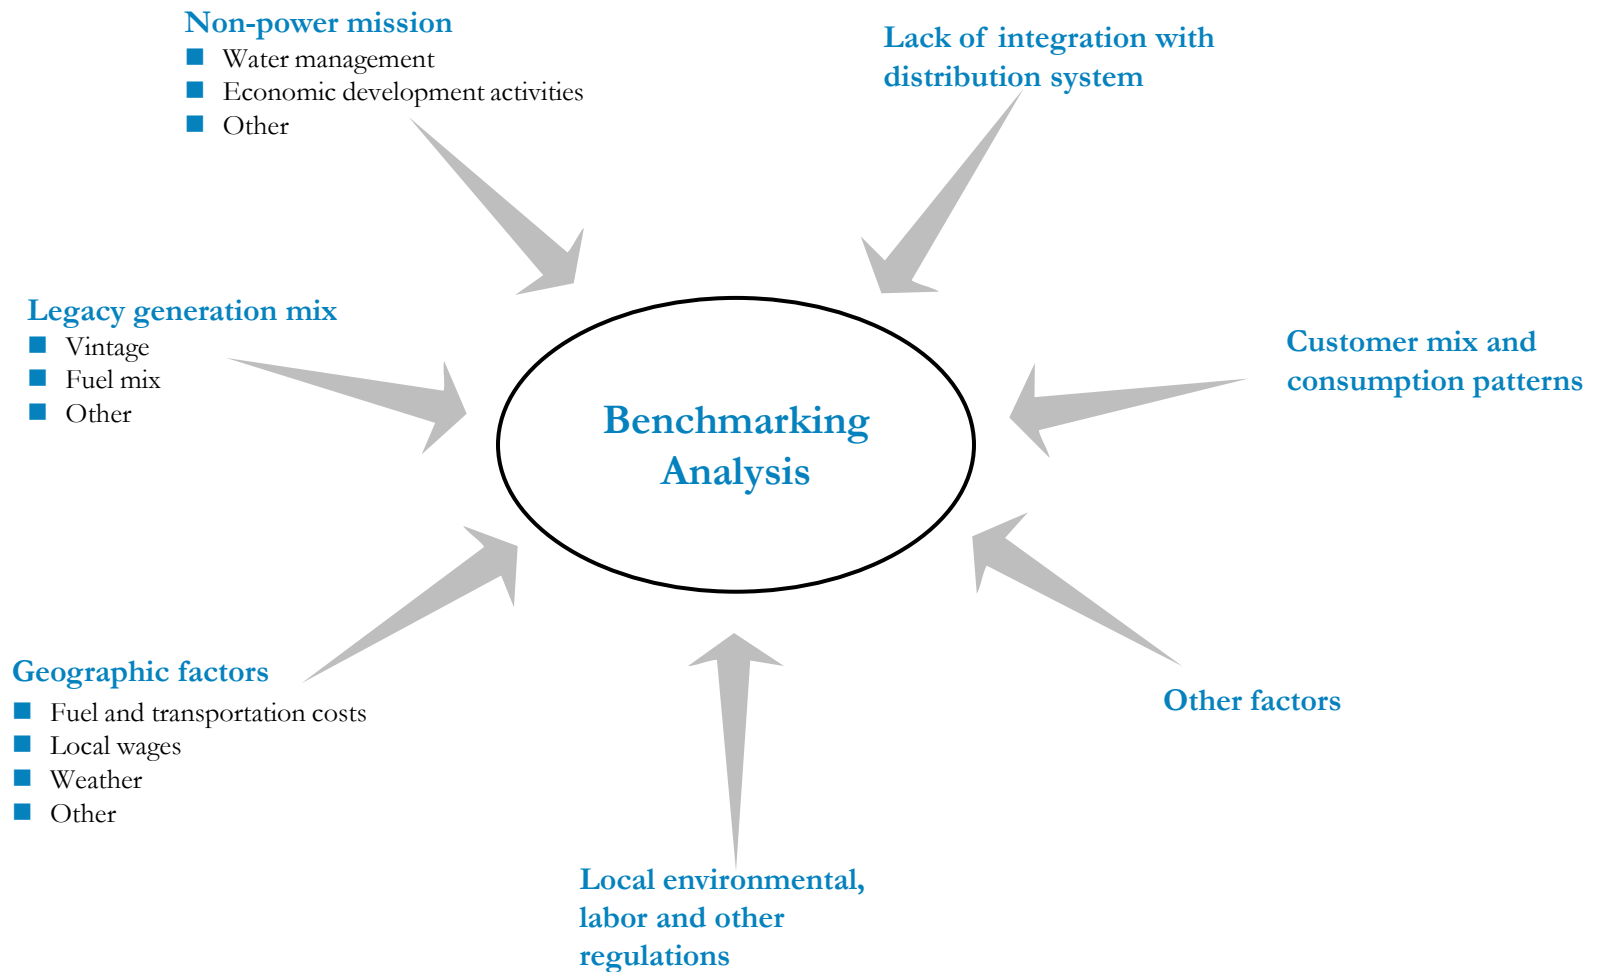 Non-power mission
Water management
Economic development activities
Other
Lack of integration with
distribution system
Legacy generation mix
Vintage
Fuel mix
Other
Customer mix and
consumption patterns
Benchmarking
Analysis
Geographic factors
Fuel and transportation costs
Local wages
Weather
Other
Other factors
Local environmental,
labor and other
regulations